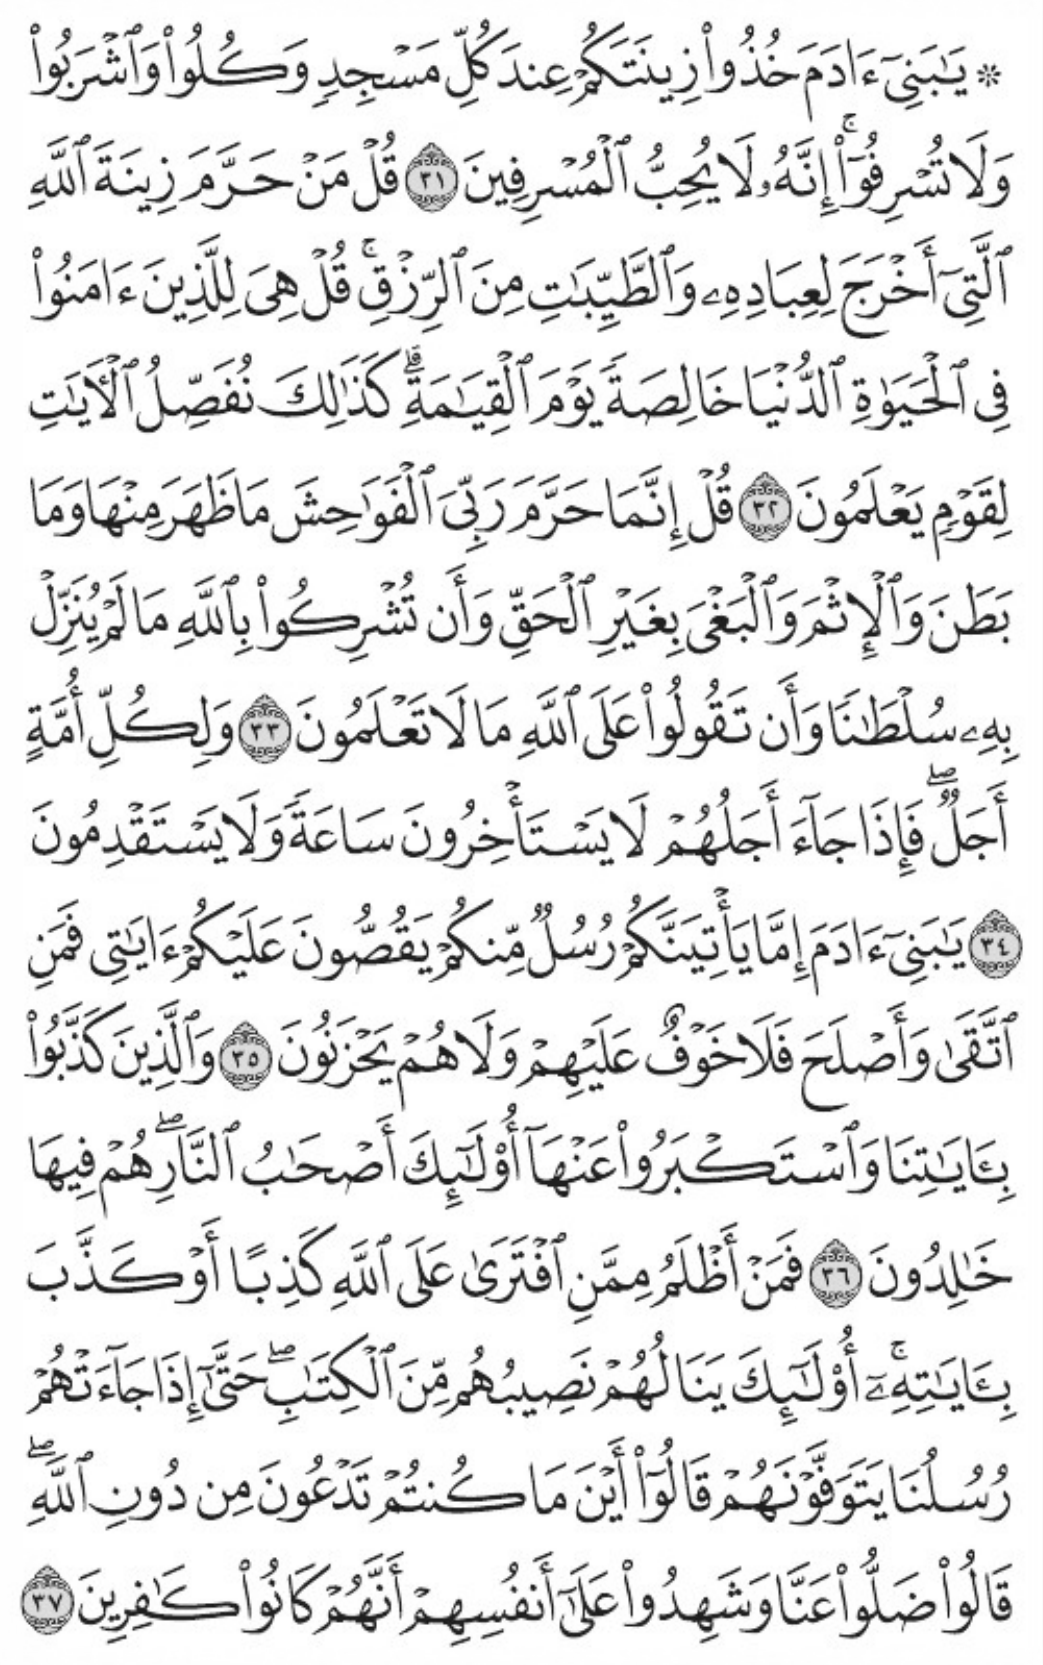 ۞ يَٰبَنِىٓ ءَادَمَ خُذُوا۟ زِينَتَكُمْ عِندَ كُلِّ مَسْجِدٍ وَكُلُوا۟ وَٱشْرَبُوا۟
وَلَا تُسْرِفُوٓا۟ ۚ إِنَّهُۥ لَا يُحِبُّ ٱلْمُسْرِفِينَ ٣١ قُلْ مَنْ حَرَّمَ زِينَةَ ٱللَّهِ
ٱلَّتِىٓ أَخْرَجَ لِعِبَادِهِۦ وَٱلطَّيِّبَٰتِ مِنَ ٱلرِّزْقِ ۚ قُلْ هِىَ لِلَّذِينَ ءَامَنُوا۟
فِى ٱلْحَيَوٰةِ ٱلدُّنْيَا خَالِصَةً يَوْمَ ٱلْقِيَٰمَةِ ۗ كَذَٰلِكَ نُفَصِّلُ ٱلْءَايَٰتِ
لِقَوْمٍ يَعْلَمُونَ ٣٢ قُلْ إِنَّمَا حَرَّمَ رَبِّىَ ٱلْفَوَٰحِشَ مَا ظَهَرَ مِنْهَا وَمَا
بَطَنَ وَٱلْإِثْمَ وَٱلْبَغْىَ بِغَيْرِ ٱلْحَقِّ وَأَن تُشْرِكُوا۟ بِٱللَّهِ مَا لَمْ يُنَزِّلْ
بِهِۦ سُلْطَٰنًا وَأَن تَقُولُوا۟ عَلَى ٱللَّهِ مَا لَا تَعْلَمُونَ ٣٣ وَلِكُلِّ أُمَّةٍ
أَجَلٌ ۖ فَإِذَا جَآءَ أَجَلُهُمْ لَا يَسْتَأْخِرُونَ سَاعَةً وَلَا يَسْتَقْدِمُونَ
٣٤ يَٰبَنِىٓ ءَادَمَ إِمَّا يَأْتِيَنَّكُمْ رُسُلٌ مِّنكُمْ يَقُصُّونَ عَلَيْكُمْ ءَايَٰتِى فَمَنِ
ٱتَّقَىٰ وَأَصْلَحَ فَلَا خَوْفٌ عَلَيْهِمْ وَلَا هُمْ يَحْزَنُونَ ٣٥ وَٱلَّذِينَ كَذَّبُوا۟
بِـَٔايَٰتِنَا وَٱسْتَكْبَرُوا۟ عَنْهَآ أُو۟لَٰٓئِكَ أَصْحَٰبُ ٱلنَّارِ ۖ هُمْ فِيهَا
خَٰلِدُونَ ٣٦ فَمَنْ أَظْلَمُ مِمَّنِ ٱفْتَرَىٰ عَلَى ٱللَّهِ كَذِبًا أَوْ كَذَّبَ
بِـَٔايَٰتِهِۦٓ ۚ أُو۟لَٰٓئِكَ يَنَالُهُمْ نَصِيبُهُم مِّنَ ٱلْكِتَٰبِ ۖ حَتَّىٰٓ إِذَا جَآءَتْهُمْ
رُسُلُنَا يَتَوَفَّوْنَهُمْ قَالُوٓا۟ أَيْنَ مَا كُنتُمْ تَدْعُونَ مِن دُونِ ٱللَّهِ ۖ
قَالُوا۟ ضَلُّوا۟ عَنَّا وَشَهِدُوا۟ عَلَىٰٓ أَنفُسِهِمْ أَنَّهُمْ كَانُوا۟ كَٰفِرِينَ ٣٧